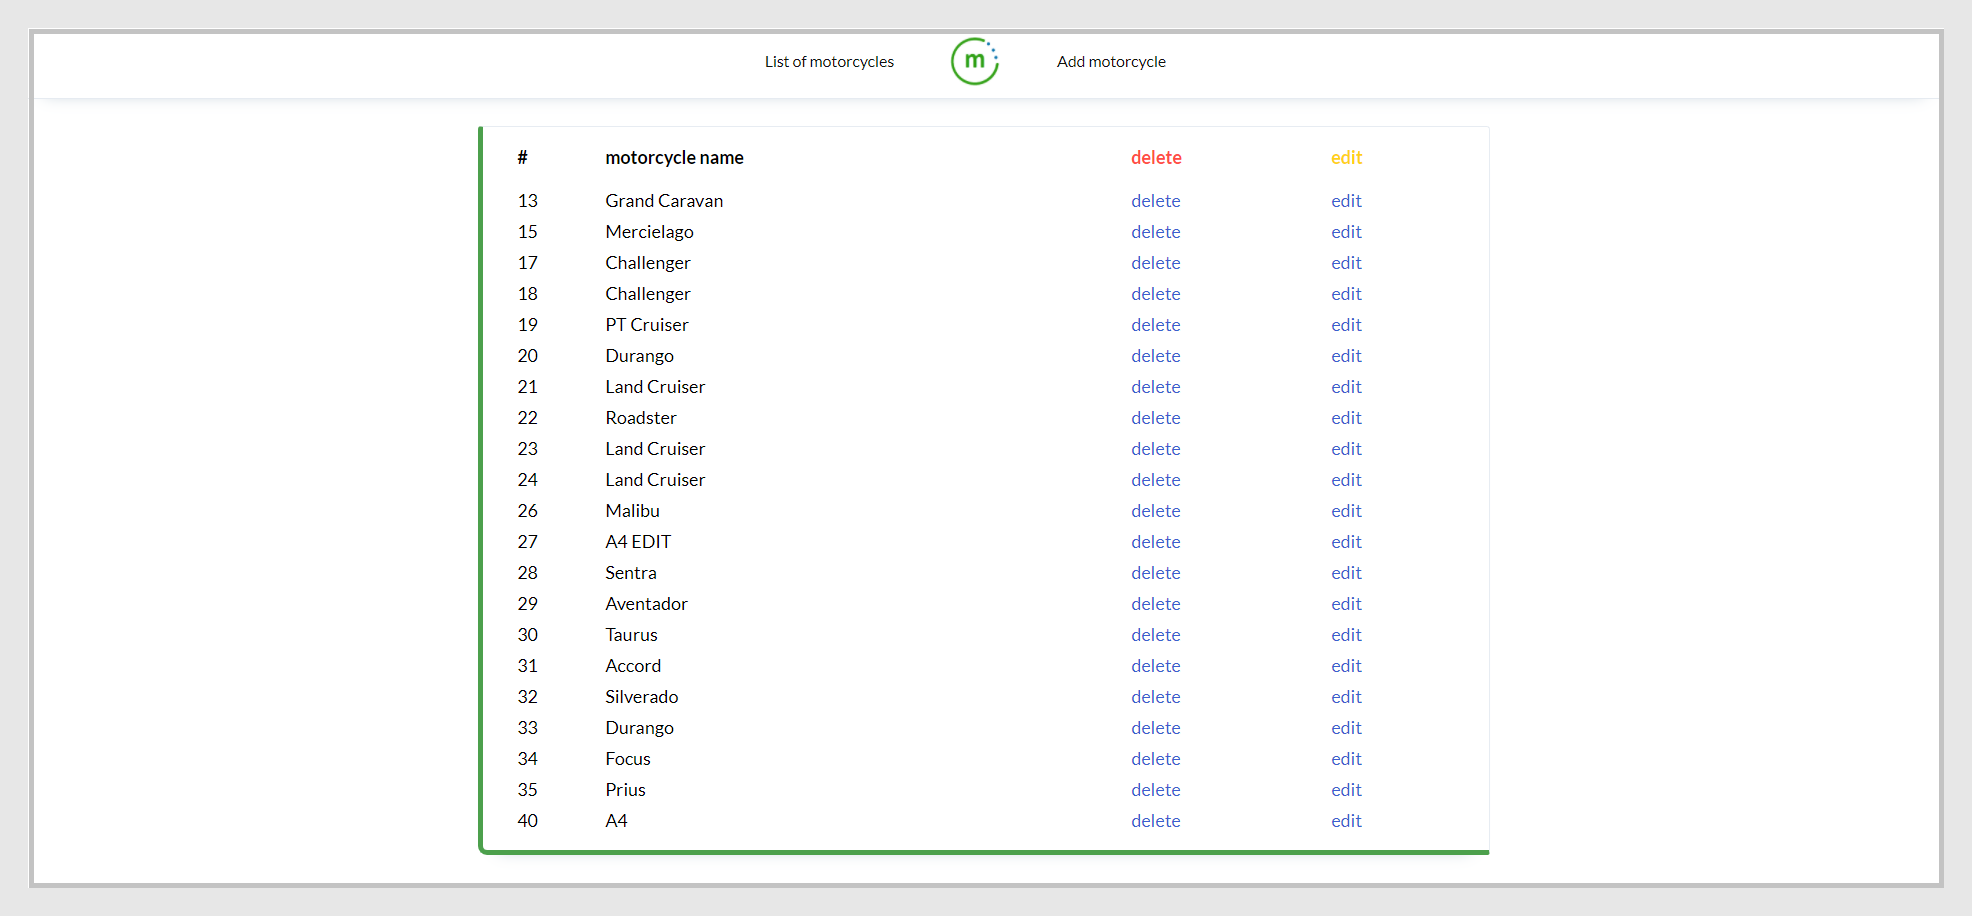 List of motorcycles m Add motorcycle
# motorcycle name delete edit
13 Grand Caravan delete edit
15 Mercielago delete edit
17 Challenger delete edit
18 Challenger delete edit
19 PT Cruiser delete edit
20 Durango delete edit
21 Land Cruiser delete edit
22 Roadster delete edit
23 Land Cruiser delete edit
24 Land Cruiser delete edit
26 Malibu delete edit
27 A4 EDIT delete edit
28 Sentra delete edit
29 Aventador delete edit
30 Taurus delete edit
31 Accord delete edit
32 Silverado delete edit
33 Durango delete edit
34 Focus delete edit
35 Prius delete edit
40 A4 delete edit